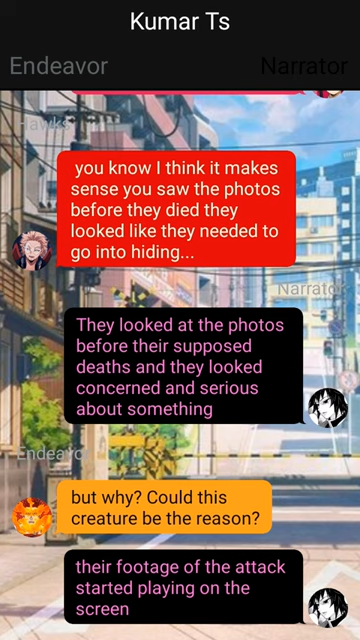 Kumar Ts
Endeavor
Narrator
Hawks
you know I think it makes
sense you saw the photos
before they died they
looked like they needed to
go into hiding...
Narrator
They looked at the photos
before their supposed
deaths and they looked
concerned and serious
about something
Endeavor
but why? Could this
creature be the reason?
their footage of the attack
started playing on the
screen